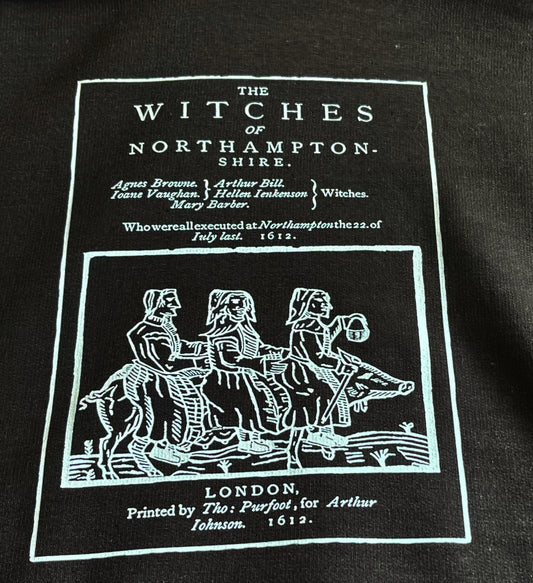 THE
WITCHES
OF
NORTHAMPTON-
SHIRE.
Agnes Browne. } Arthur Bill. } Witches.
Ioane Vaughan. } Hellen Ienkenson
Mary Barber.
Who were all executed at Northampton the 22. of
Iuly last. 1612.
LONDON,
Printed by Tho: Purfoot, for Arthur
Iohnson. 1612.